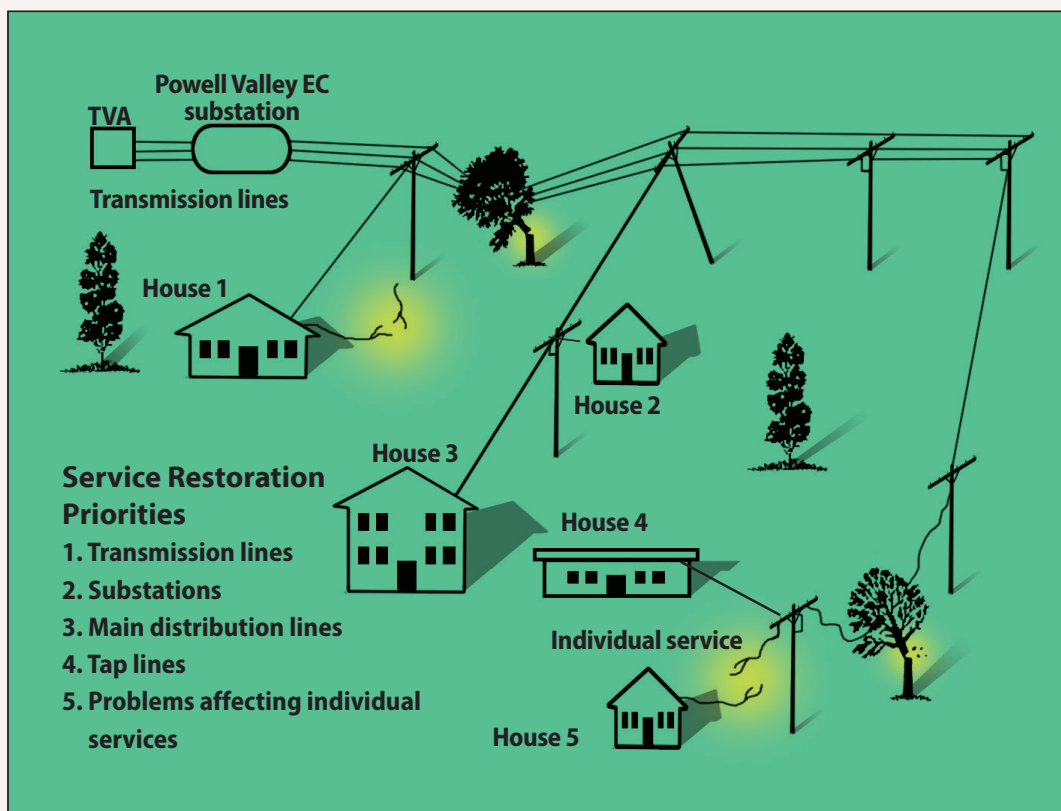 Powell Valley EC
substation
TVA
Transmission lines
House 1
House 2
House 3
Service Restoration
Priorities
1. Transmission lines
2. Substations
3. Main distribution lines
4. Tap lines
5. Problems affecting individual
services
House 4
Individual service
House 5